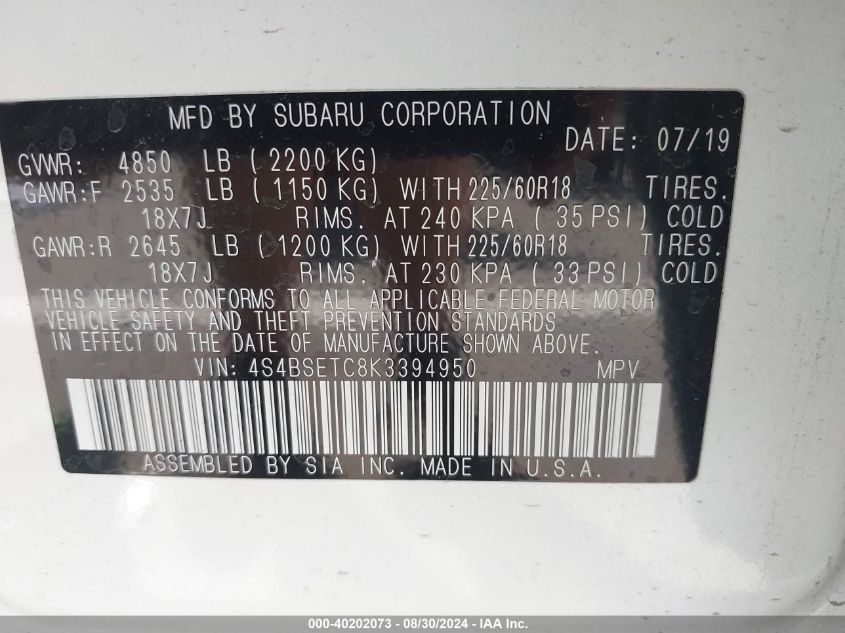 MFD BY SUBARU CORPORATION
DATE: 07/19
GVWR: 4850 LB (2200 KG)
GAWR:F 2535 LB (1150 KG) WITH 225/60R18 TIRES.
18X7J RIMS. AT 240 KPA (35 PSI) COLD
GAWR:R 2645 LB (1200 KG) WITH 225/60R18 TIRES.
18X7J RIMS. AT 230 KPA (33 PSI) COLD
THIS VEHICLE CONFORMS TO ALL APPLICABLE FEDERAL MOTOR
VEHICLE SAFETY AND THEFT PREVENTION STANDARDS
IN EFFECT ON THE DATE OF MANUFACTURE SHOWN ABOVE.
VIN: 4S4BSETC8K3394950 MPV
ASSEMBLED BY SIA INC. MADE IN U.S.A.
000-40202073 - 08/30/2024 - IAA Inc.